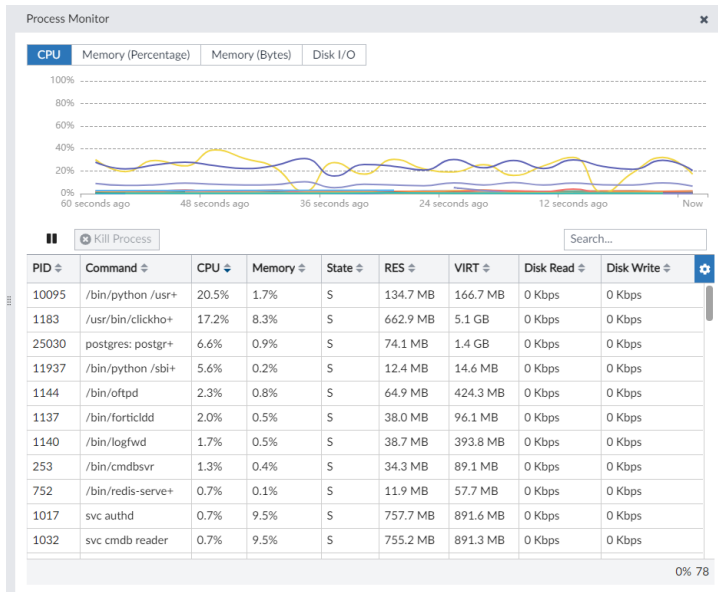 Process Monitor
CPU Memory (Percentage) Memory (Bytes) Disk I/O
100%
80%
60%
40%
20%
0%
60 seconds ago 48 seconds ago 36 seconds ago 24 seconds ago 12 seconds ago Now
Kill Process Search...
PID Command CPU Memory State RES VIRT Disk Read Disk Write
10095 /bin/python /usr+ 20.5% 1.7% S 134.7 MB 166.7 MB 0 Kbps 0 Kbps
1183 /usr/bin/clickho+ 17.2% 8.3% S 662.9 MB 5.1 GB 0 Kbps 0 Kbps
25030 postgres: postgr+ 6.6% 0.9% S 74.1 MB 1.4 GB 0 Kbps 0 Kbps
11937 /bin/python /sbi+ 5.6% 0.2% S 12.4 MB 14.6 MB 0 Kbps 0 Kbps
1144 /bin/oftpd 2.3% 0.8% S 64.9 MB 424.3 MB 0 Kbps 0 Kbps
1137 /bin/forticldd 2.0% 0.5% S 38.0 MB 96.1 MB 0 Kbps 0 Kbps
1140 /bin/logfwd 1.7% 0.5% S 38.7 MB 393.8 MB 0 Kbps 0 Kbps
253 /bin/cmdbsvr 1.3% 0.4% S 34.3 MB 89.1 MB 0 Kbps 0 Kbps
752 /bin/redis-serve+ 0.7% 0.1% S 11.9 MB 57.7 MB 0 Kbps 0 Kbps
1017 svc authd 0.7% 9.5% S 757.7 MB 891.6 MB 0 Kbps 0 Kbps
1032 svc cmdb reader 0.7% 9.5% S 755.2 MB 891.3 MB 0 Kbps 0 Kbps
0% 78